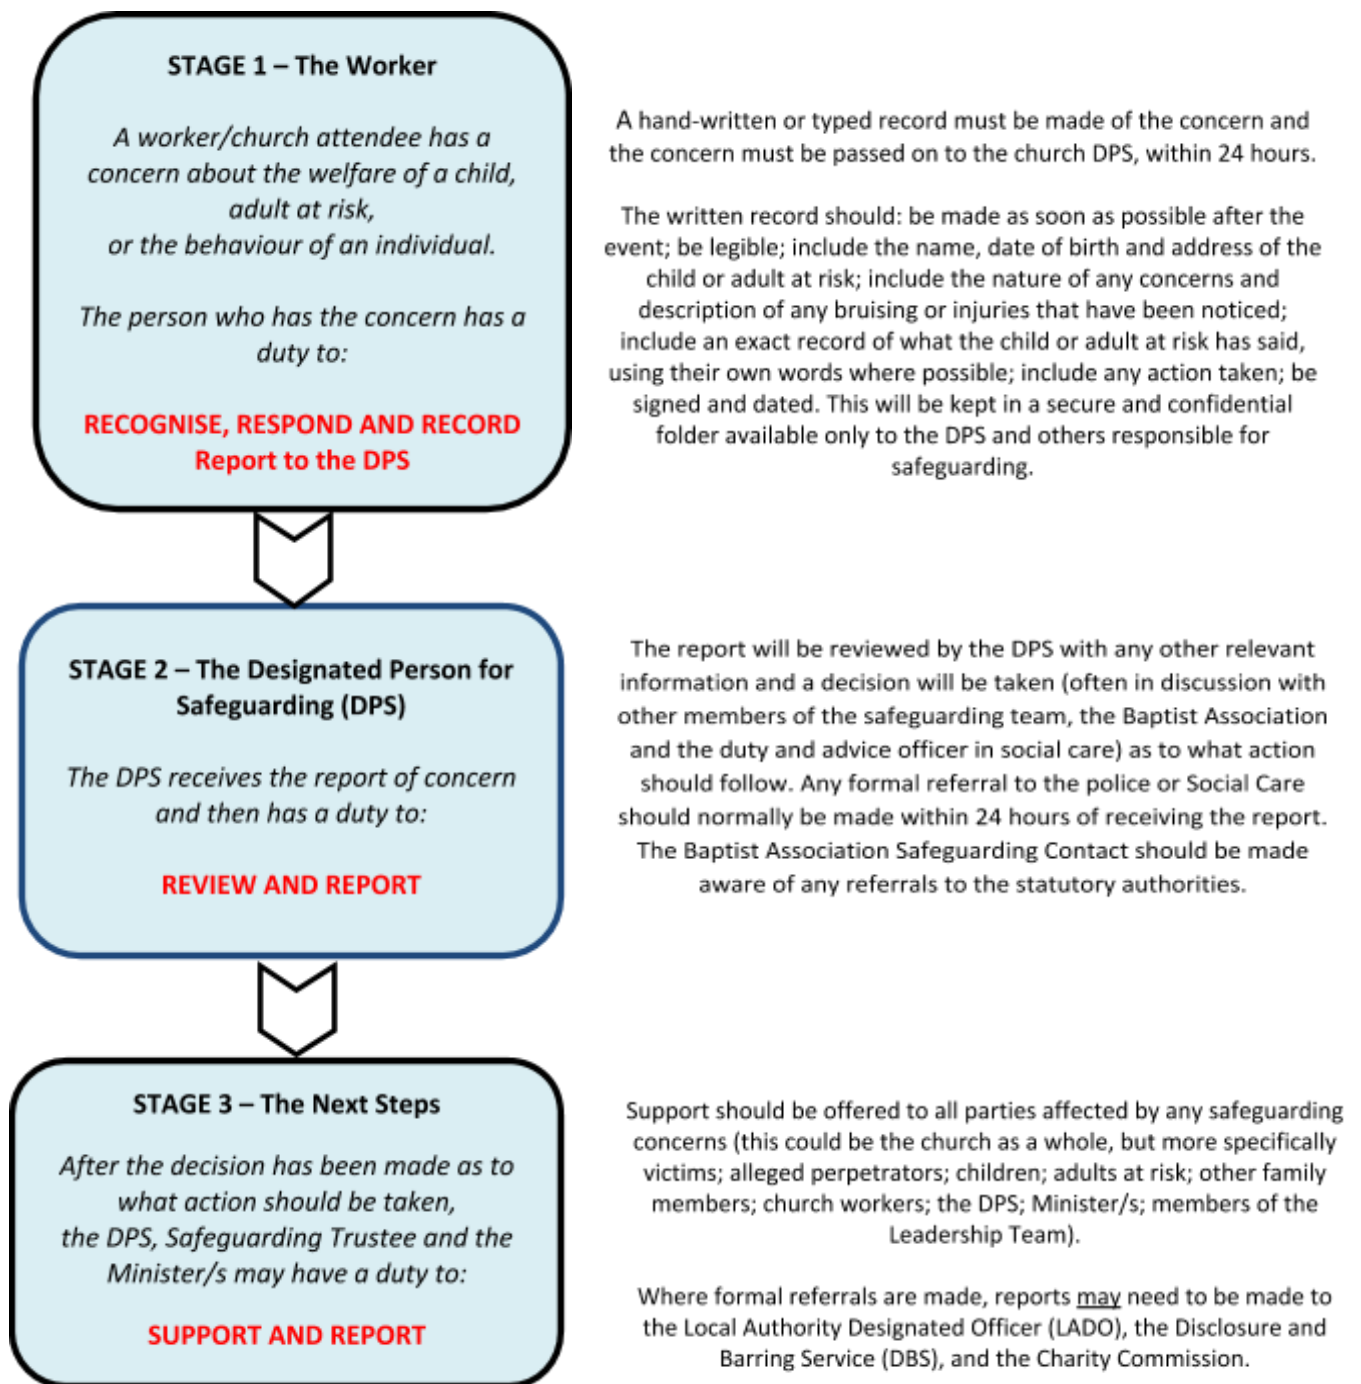 STAGE 1 – The Worker
A worker/church attendee has a
concern about the welfare of a child,
adult at risk,
or the behaviour of an individual.
The person who has the concern has a
duty to:
RECOGNISE, RESPOND AND RECORD
Report to the DPS
A hand-written or typed record must be made of the concern and
the concern must be passed on to the church DPS, within 24 hours.
The written record should: be made as soon as possible after the
event; be legible; include the name, date of birth and address of the
child or adult at risk; include the nature of any concerns and
description of any bruising or injuries that have been noticed;
include an exact record of what the child or adult at risk has said,
using their own words where possible; include any action taken; be
signed and dated. This will be kept in a secure and confidential
folder available only to the DPS and others responsible for
safeguarding.
STAGE 2 – The Designated Person for
Safeguarding (DPS)
The DPS receives the report of concern
and then has a duty to:
REVIEW AND REPORT
The report will be reviewed by the DPS with any other relevant
information and a decision will be taken (often in discussion with
other members of the safeguarding team, the Baptist Association
and the duty and advice officer in social care) as to what action
should follow. Any formal referral to the police or Social Care
should normally be made within 24 hours of receiving the report.
The Baptist Association Safeguarding Contact should be made
aware of any referrals to the statutory authorities.
STAGE 3 – The Next Steps
After the decision has been made as to
what action should be taken,
the DPS, Safeguarding Trustee and the
Minister/s may have a duty to:
SUPPORT AND REPORT
Support should be offered to all parties affected by any safeguarding
concerns (this could be the church as a whole, but more specifically
victims; alleged perpetrators; children; adults at risk; other family
members; church workers; the DPS; Minister/s; members of the
Leadership Team).
Where formal referrals are made, reports may need to be made to
the Local Authority Designated Officer (LADO), the Disclosure and
Barring Service (DBS), and the Charity Commission.